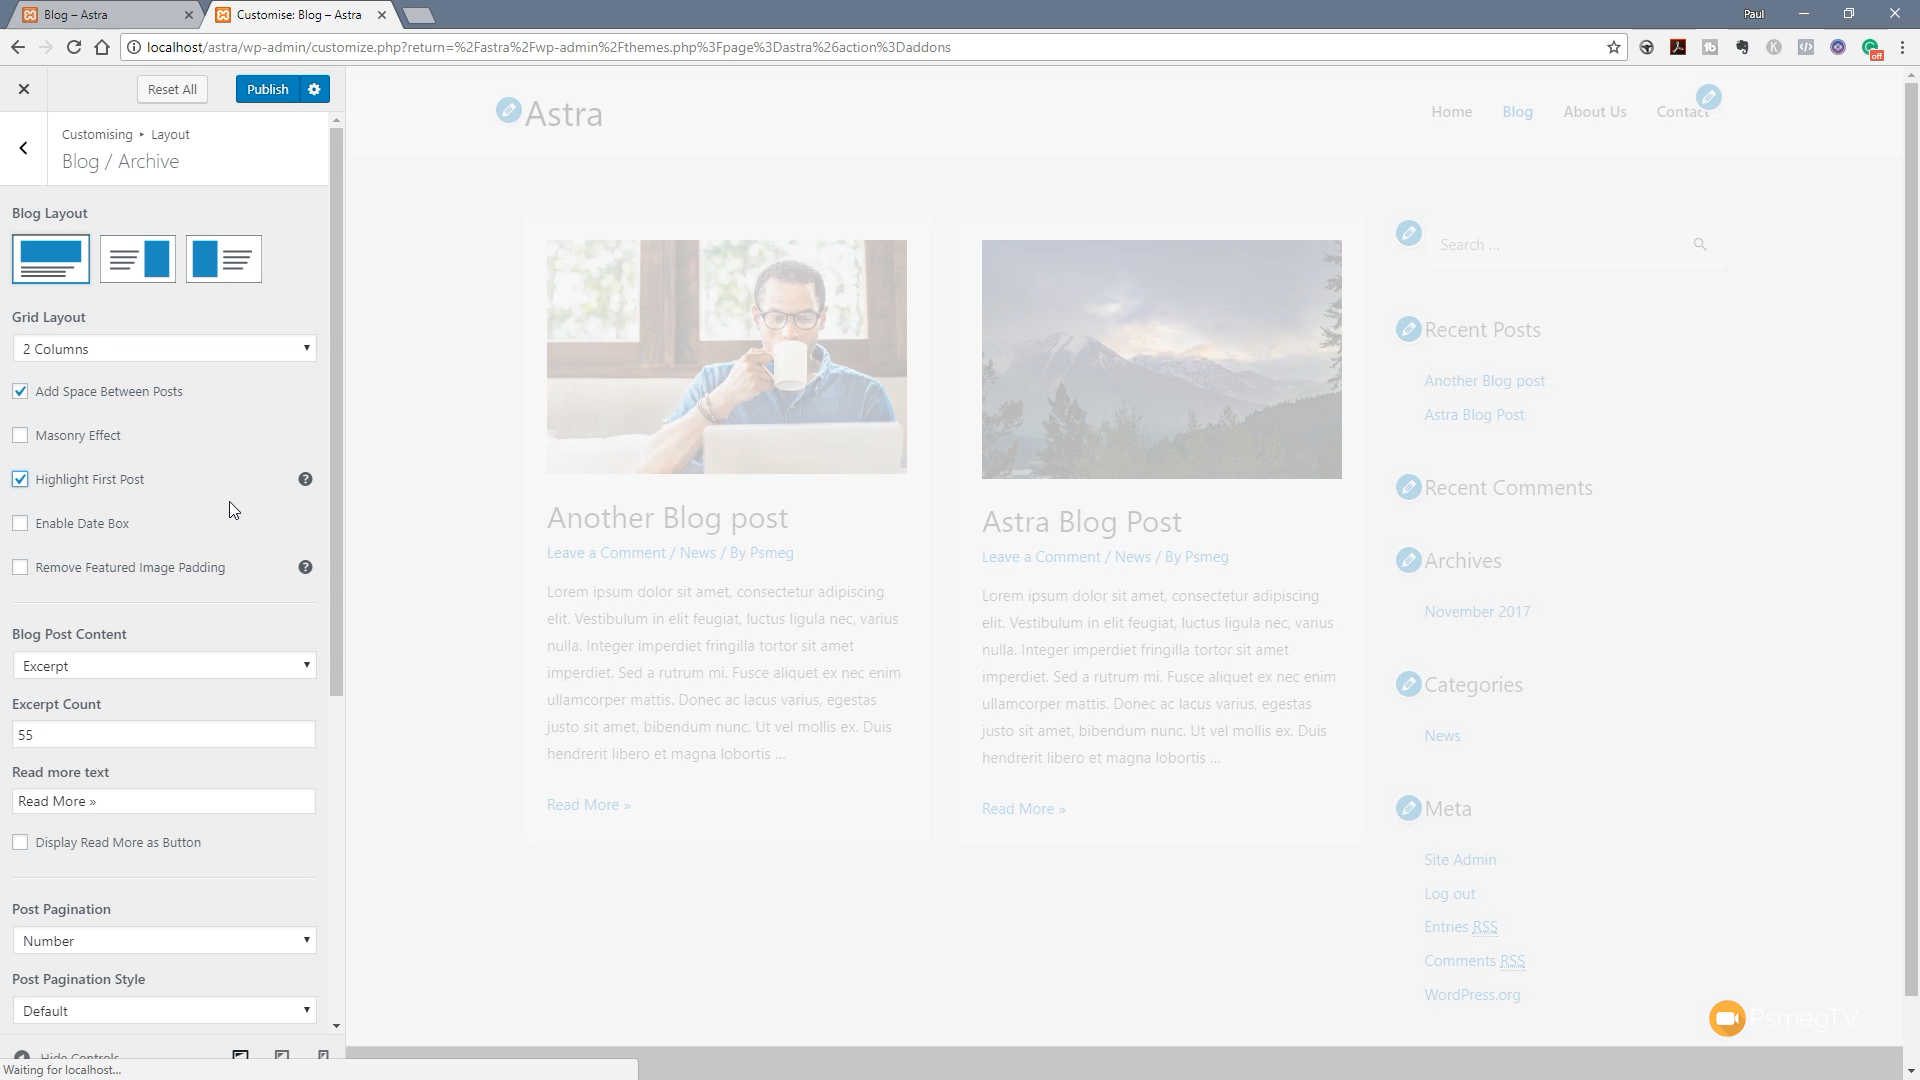 Blog – Astra
Customise: Blog – Astra
Paul
localhost/astra/wp-admin/customize.php?return=%2Fastra%2Fwp-admin%2Fthemes.php%3Fpage%3Dastra%26action%3Daddons
off
Reset All
Publish
Customising ▸ Layout
Blog / Archive
Blog Layout
Grid Layout
2 Columns
Add Space Between Posts
Masonry Effect
Highlight First Post
Enable Date Box
Remove Featured Image Padding
Blog Post Content
Excerpt
Excerpt Count
55
Read more text
Read More »
Display Read More as Button
Post Pagination
Number
Post Pagination Style
Default
Hide Controls
Waiting for localhost...
Astra
Home Blog About Us Contact
Another Blog post
Leave a Comment / News / By Psmeg
Lorem ipsum dolor sit amet, consectetur adipiscing
elit. Vestibulum in elit feugiat, luctus ligula nec, varius
nulla. Integer imperdiet fringilla tortor sit amet
imperdiet. Sed a rutrum mi. Fusce aliquet ex nec enim
ullamcorper mattis. Donec ac lacus varius, egestas
justo sit amet, bibendum nunc. Ut vel mollis ex. Duis
hendrerit libero et magna lobortis ...
Read More »
Astra Blog Post
Leave a Comment / News / By Psmeg
Lorem ipsum dolor sit amet, consectetur adipiscing
elit. Vestibulum in elit feugiat, luctus ligula nec, varius
nulla. Integer imperdiet fringilla tortor sit amet
imperdiet. Sed a rutrum mi. Fusce aliquet ex nec enim
ullamcorper mattis. Donec ac lacus varius, egestas
justo sit amet, bibendum nunc. Ut vel mollis ex. Duis
hendrerit libero et magna lobortis ...
Read More »
Search ...
Recent Posts
Another Blog post
Astra Blog Post
Recent Comments
Archives
November 2017
Categories
News
Meta
Site Admin
Log out
Entries RSS
Comments RSS
WordPress.org
PsmegTV